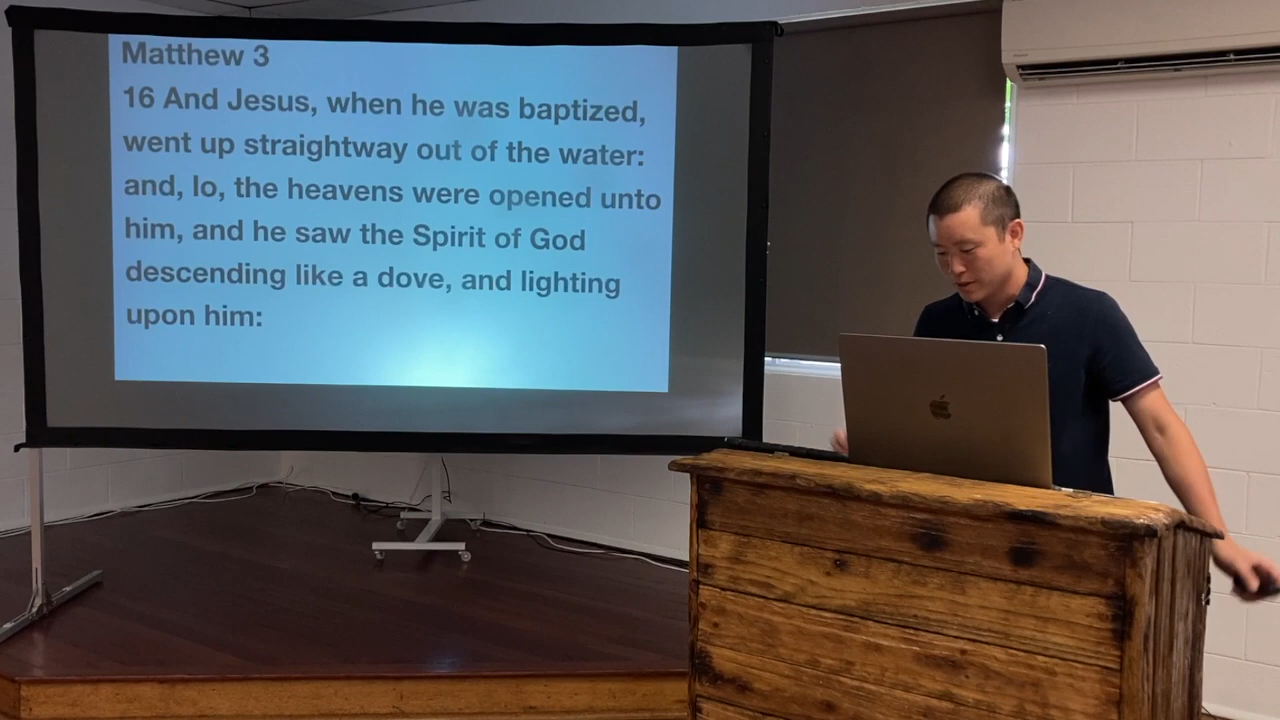 Matthew 3
16 And Jesus, when he was baptized,
went up straightway out of the water:
and, lo, the heavens were opened unto
him, and he saw the Spirit of God
descending like a dove, and lighting
upon him: